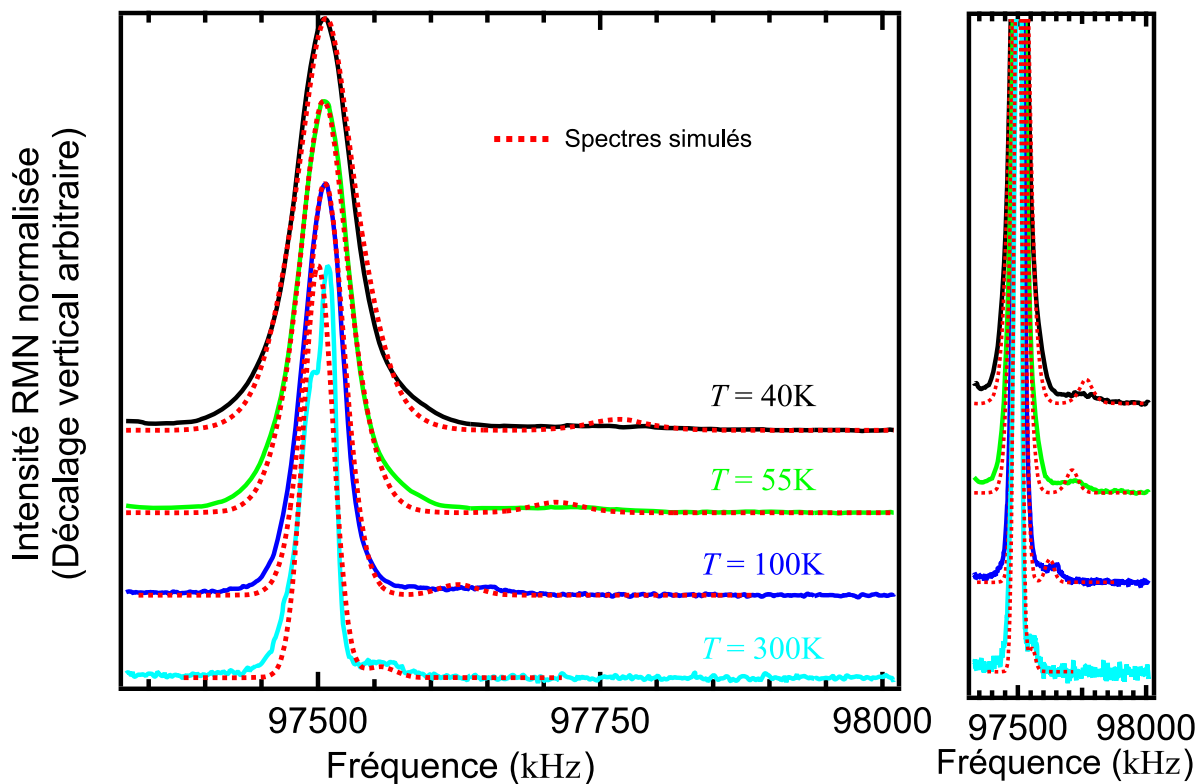 Intensité RMN normalisée
(Décalage vertical arbitraire)
Spectres simulés
T = 40K
T = 55K
T = 100K
T = 300K
97500 97750 98000
Fréquence (kHz)
97500 98000
Fréquence (kHz)